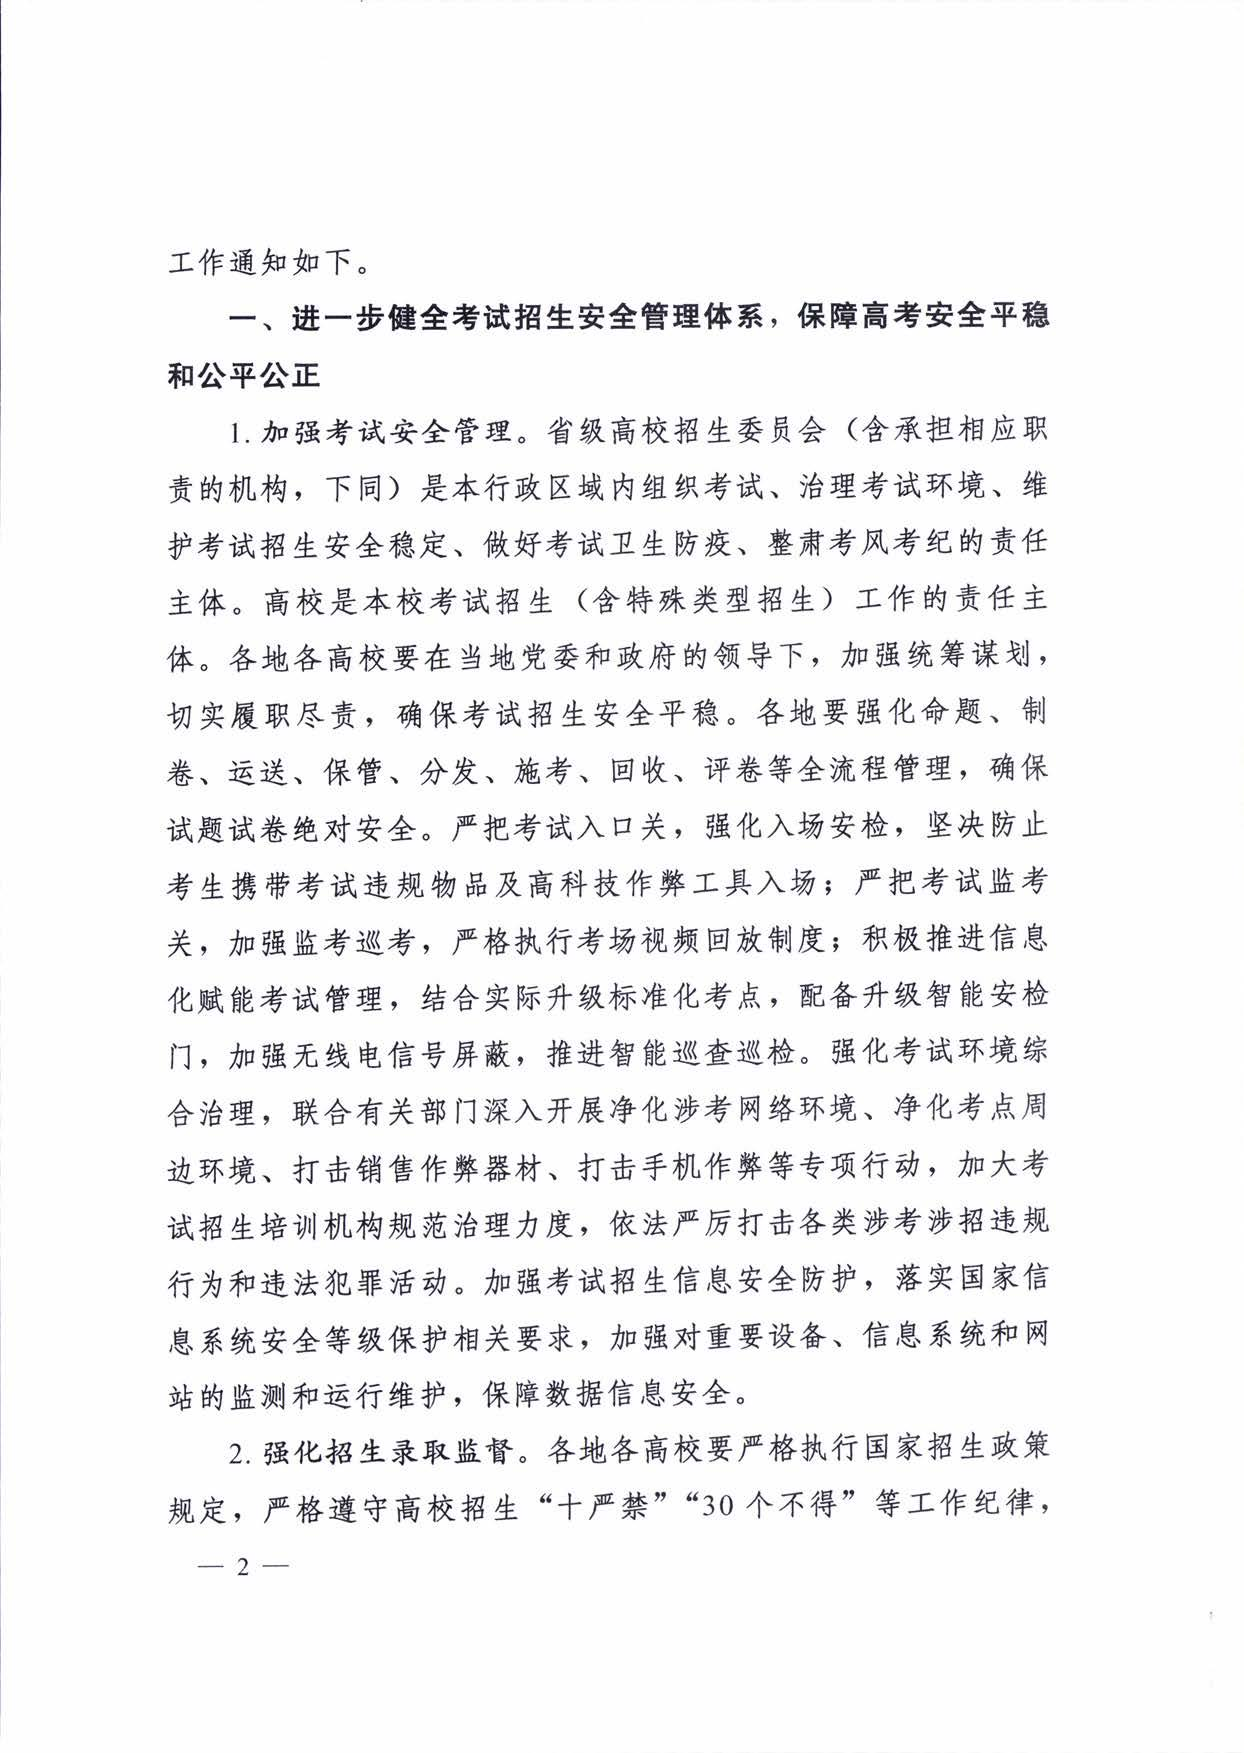 工作通知如下。
一、进一步健全考试招生安全管理体系，保障高考安全平稳
和公平公正
1. 加强考试安全管理。省级高校招生委员会（含承担相应职
责的机构，下同）是本行政区域内组织考试、治理考试环境、维
护考试招生安全稳定、做好考试卫生防疫、整肃考风考纪的责任
主体。高校是本校考试招生（含特殊类型招生）工作的责任主
体。各地各高校要在当地党委和政府的领导下，加强统筹谋划，
切实履职尽责，确保考试招生安全平稳。各地要强化命题、制
卷、运送、保管、分发、施考、回收、评卷等全流程管理，确保
试题试卷绝对安全。严把考试入口关，强化入场安检，坚决防止
考生携带考试违规物品及高科技作弊工具入场；严把考试监考
关，加强监考巡考，严格执行考场视频回放制度；积极推进信息
化赋能考试管理，结合实际升级标准化考点，配备升级智能安检
门，加强无线电信号屏蔽，推进智能巡查巡检。强化考试环境综
合治理，联合有关部门深入开展净化涉考网络环境、净化考点周
边环境、打击销售作弊器材、打击手机作弊等专项行动，加大考
试招生培训机构规范治理力度，依法严厉打击各类涉考涉招违规
行为和违法犯罪活动。加强考试招生信息安全防护，落实国家信
息系统安全等级保护相关要求，加强对重要设备、信息系统和网
站的监测和运行维护，保障数据信息安全。
2. 强化招生录取监督。各地各高校要严格执行国家招生政策
规定，严格遵守高校招生“十严禁”“30 个不得”等工作纪律，
— 2 —